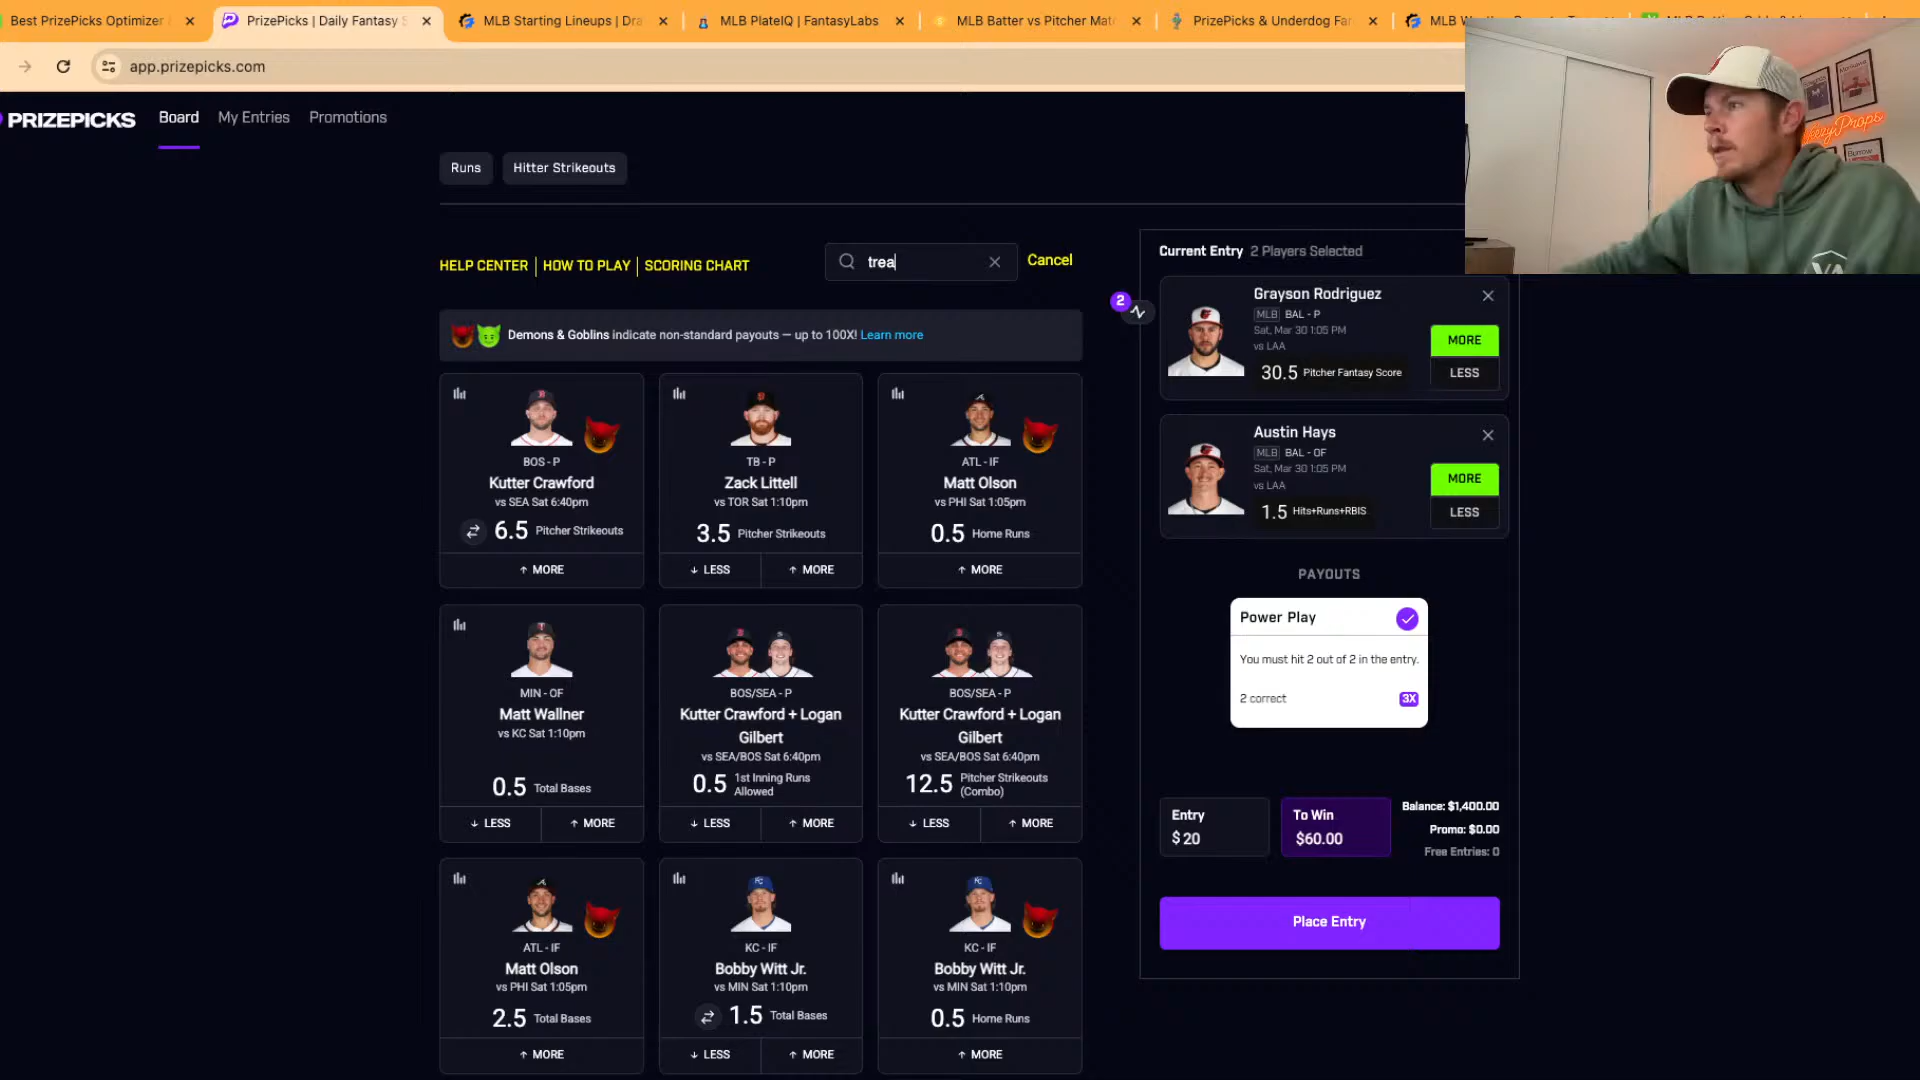 Best PrizePicks Optimizer
PrizePicks | Daily Fantasy S
MLB Starting Lineups | Dra
MLB PlateIQ | FantasyLabs
MLB Batter vs Pitcher Mat
PrizePicks & Underdog Fan
app.prizepicks.com
PRIZEPICKS
Board
My Entries
Promotions
Runs
Hitter Strikeouts
HELP CENTER | HOW TO PLAY | SCORING CHART
trea
Cancel
Demons & Goblins indicate non-standard payouts — up to 100X! Learn more
BOS - P
Kutter Crawford
vs SEA Sat 6:40pm
6.5 Pitcher Strikeouts
↑ MORE
TB - P
Zack Littell
vs TOR Sat 1:10pm
3.5 Pitcher Strikeouts
↓ LESS
↑ MORE
ATL - IF
Matt Olson
vs PHI Sat 1:05pm
0.5 Home Runs
↑ MORE
MIN - OF
Matt Wallner
vs KC Sat 1:10pm
0.5 Total Bases
↓ LESS
↑ MORE
BOS/SEA - P
Kutter Crawford + Logan
Gilbert
vs SEA/BOS Sat 6:40pm
0.5 1st Inning Runs
Allowed
↓ LESS
↑ MORE
BOS/SEA - P
Kutter Crawford + Logan
Gilbert
vs SEA/BOS Sat 6:40pm
12.5 Pitcher Strikeouts
(Combo)
↓ LESS
↑ MORE
ATL - IF
Matt Olson
vs PHI Sat 1:05pm
2.5 Total Bases
↑ MORE
KC - IF
Bobby Witt Jr.
vs MIN Sat 1:10pm
1.5 Total Bases
↓ LESS
↑ MORE
KC - IF
Bobby Witt Jr.
vs MIN Sat 1:10pm
0.5 Home Runs
↑ MORE
Current Entry 2 Players Selected
2
Grayson Rodriguez
MLB BAL - P
Sat, Mar 30 1:05 PM
vs LAA
30.5 Pitcher Fantasy Score
MORE
LESS
Austin Hays
MLB BAL - OF
Sat, Mar 30 1:05 PM
vs LAA
1.5 Hits+Runs+RBIS
MORE
LESS
PAYOUTS
Power Play
You must hit 2 out of 2 in the entry.
2 correct
3X
Entry
$ 20
To Win
$60.00
Balance: $1,400.00
Promo: $0.00
Free Entries: 0
Place Entry
Burrow